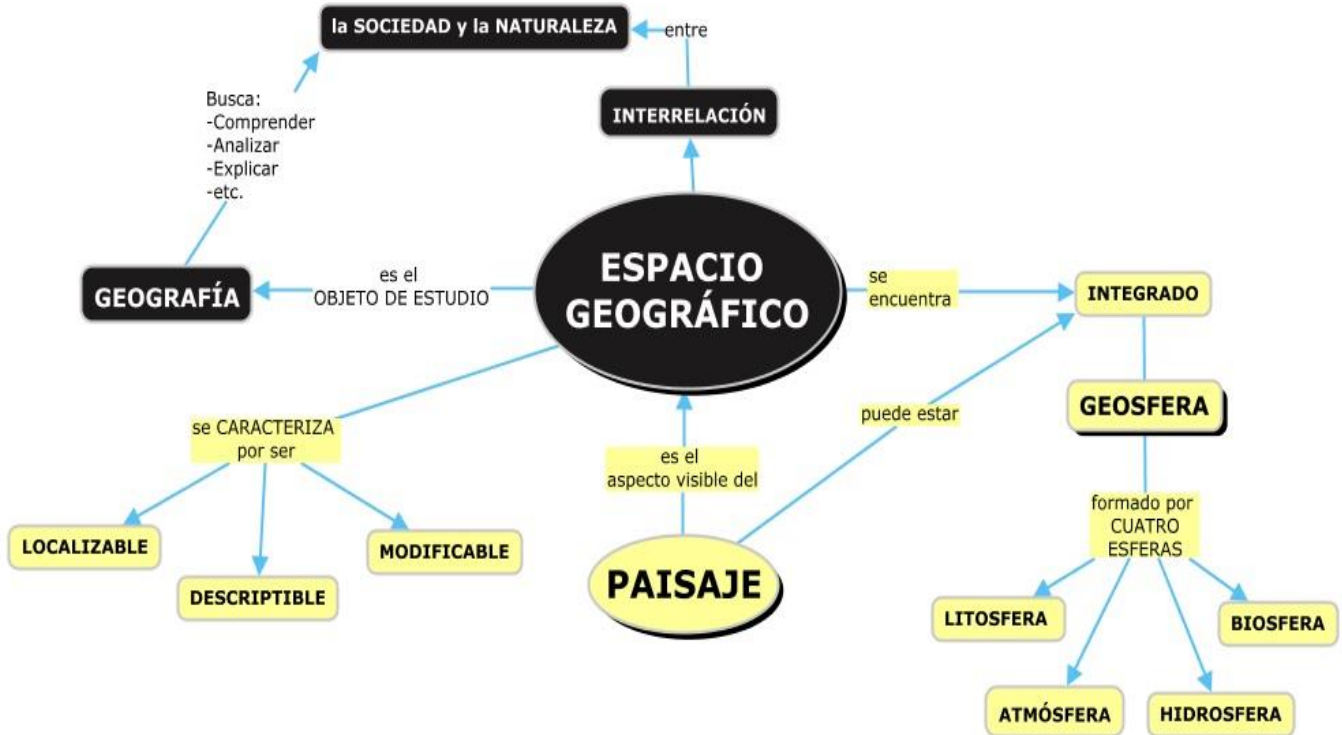 la SOCIEDAD y la NATURALEZA
entre
Busca:
-Comprender
-Analizar
-Explicar
-etc.
INTERRELACIÓN
ESPACIO
GEOGRÁFICO
es el
OBJETO DE ESTUDIO
GEOGRAFÍA
se
encuentra
INTEGRADO
GEOSFERA
puede estar
se CARACTERIZA
por ser
es el
aspecto visible del
formado por
CUATRO
ESFERAS
LOCALIZABLE
DESCRIPTIBLE
MODIFICABLE
PAISAJE
LITOSFERA
ATMÓSFERA
HIDROSFERA
BIOSFERA